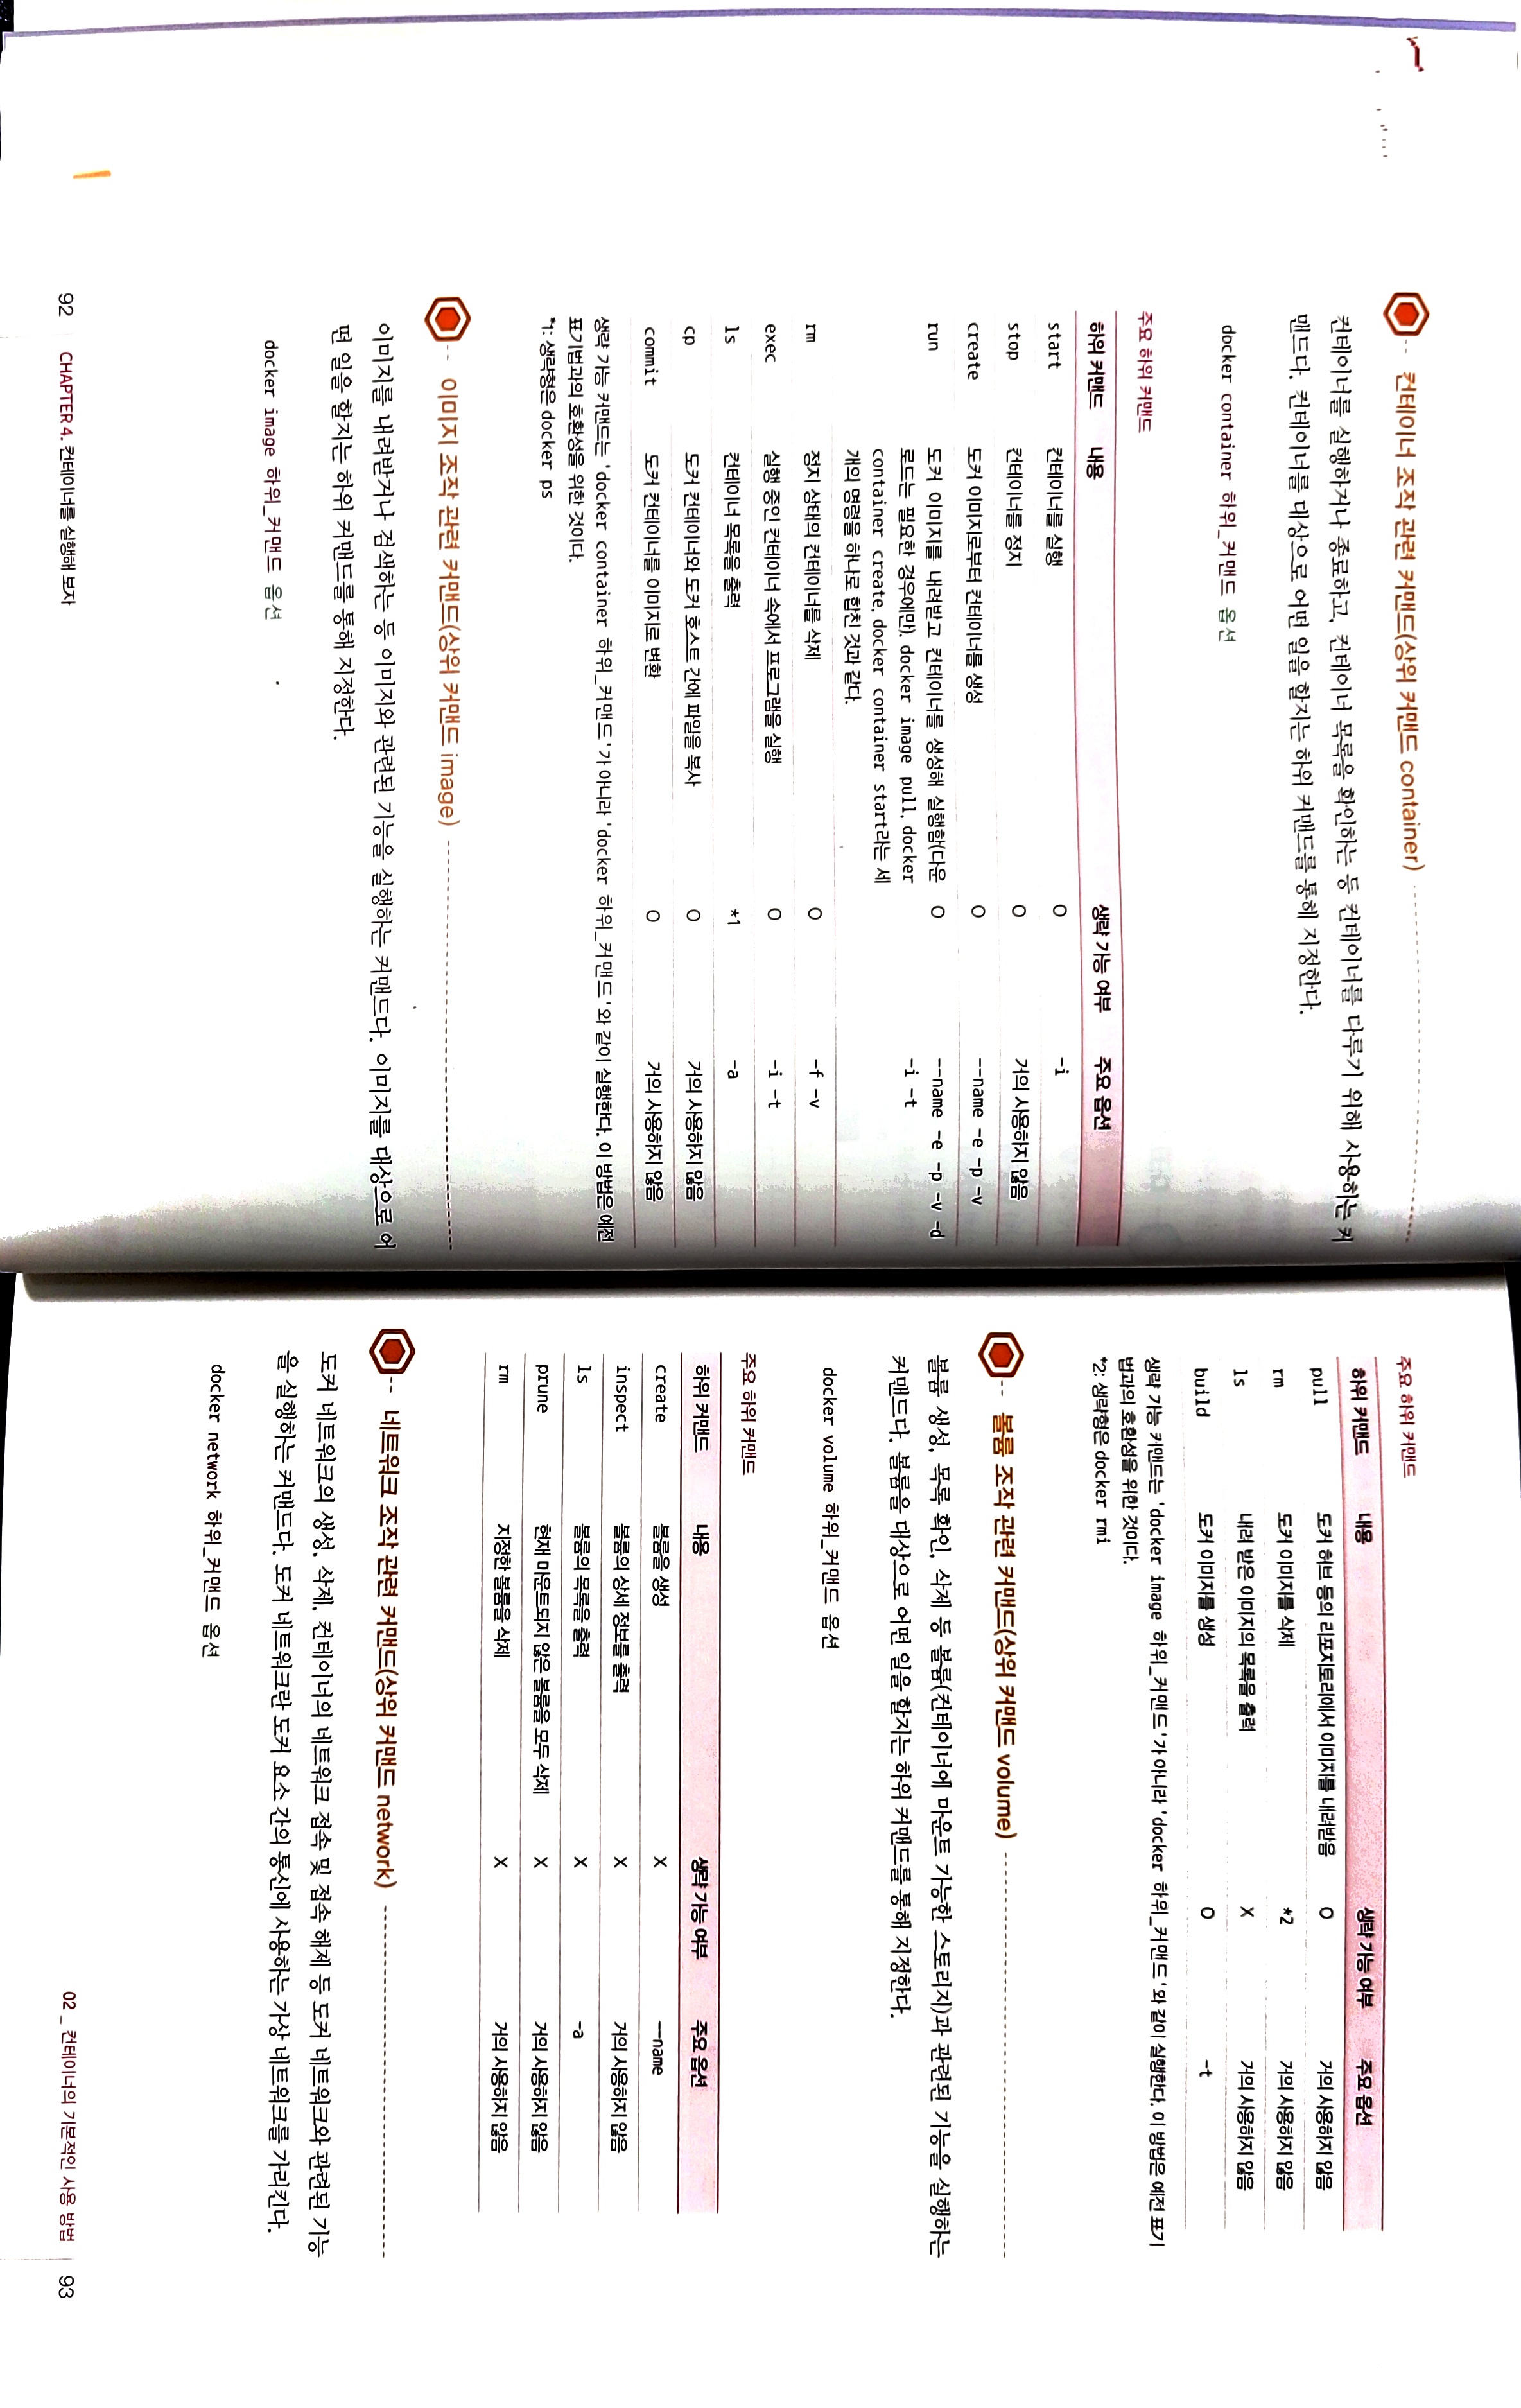 컨테이너 조작 관련 커맨드(상위 커맨드 container)
컨테이너를 실행하거나 종료하고, 컨테이너 목록을 확인하는 등 컨테이너를 다루기 위해 사용하는 커
맨드다. 컨테이너를 대상으로 어떤 일을 할지는 하위 커맨드를 통해 지정한다.
docker container 하위_커맨드 옵션
주요 하위 커맨드
하위 커맨드 내용 생략 가능 여부 주요 옵션
start 컨테이너를 실행 O -i
stop 컨테이너를 정지 O 거의 사용하지 않음
create 도커 이미지로부터 컨테이너를 생성 O --name -e -p -v
run 도커 이미지를 내려받고 컨테이너를 생성해 실행함(다운 O --name -e -p -v -d
로드는 필요한 경우에만). docker image pull, docker -i -t
container create, docker container start라는 세
개의 명령을 하나로 합친 것과 같다.
rm 정지 상태의 컨테이너를 삭제 O -f -v
exec 실행 중인 컨테이너 속에서 프로그램을 실행 O -i -t
ls 컨테이너 목록을 출력 *1 -a
cp 도커 컨테이너와 도커 호스트 간에 파일을 복사 O 거의 사용하지 않음
commit 도커 컨테이너를 이미지로 변환 O 거의 사용하지 않음
생략 가능 커맨드는 'docker container 하위_커맨드'가 아니라 'docker 하위_커맨드'와 같이 실행한다. 이 방법은 예전
표기법과의 호환성을 위한 것이다.
*1: 생략형은 docker ps
이미지 조작 관련 커맨드(상위 커맨드 image)
이미지를 내려받거나 검색하는 등 이미지와 관련된 기능을 실행하는 커맨드다. 이미지를 대상으로 어
떤 일을 할지는 하위 커맨드를 통해 지정한다.
docker image 하위_커맨드 옵션
92 CHAPTER 4. 컨테이너를 실행해 보자
주요 하위 커맨드
하위 커맨드 내용 생략 가능 여부 주요 옵션
pull 도커 허브 등의 리포지토리에서 이미지를 내려받음 O 거의 사용하지 않음
rm 도커 이미지를 삭제 *2 거의 사용하지 않음
ls 내려 받은 이미지의 목록을 출력 X 거의 사용하지 않음
build 도커 이미지를 생성 O -t
생략 가능 커맨드는 'docker image 하위_커맨드'가 아니라 'docker 하위_커맨드'와 같이 실행한다. 이 방법은 예전 표기
법과의 호환성을 위한 것이다.
*2: 생략형은 docker rmi
볼륨 조작 관련 커맨드(상위 커맨드 volume)
볼륨 생성, 목록 확인, 삭제 등 볼륨(컨테이너에 마운트 가능한 스토리지)과 관련된 기능을 실행하는
커맨드다. 볼륨을 대상으로 어떤 일을 할지는 하위 커맨드를 통해 지정한다.
docker volume 하위_커맨드 옵션
주요 하위 커맨드
하위 커맨드 내용 생략 가능 여부 주요 옵션
create 볼륨을 생성 X --name
inspect 볼륨의 상세 정보를 출력 X 거의 사용하지 않음
ls 볼륨의 목록을 출력 X -a
prune 현재 마운트되지 않은 볼륨을 모두 삭제 X 거의 사용하지 않음
rm 지정한 볼륨을 삭제 X 거의 사용하지 않음
네트워크 조작 관련 커맨드(상위 커맨드 network)
도커 네트워크의 생성, 삭제, 컨테이너의 네트워크 접속 및 접속 해제 등 도커 네트워크와 관련된 기능
을 실행하는 커맨드다. 도커 네트워크란 도커 요소 간의 통신에 사용하는 가상 네트워크를 가리킨다.
docker network 하위_커맨드 옵션
02 _ 컨테이너의 기본적인 사용 방법 93